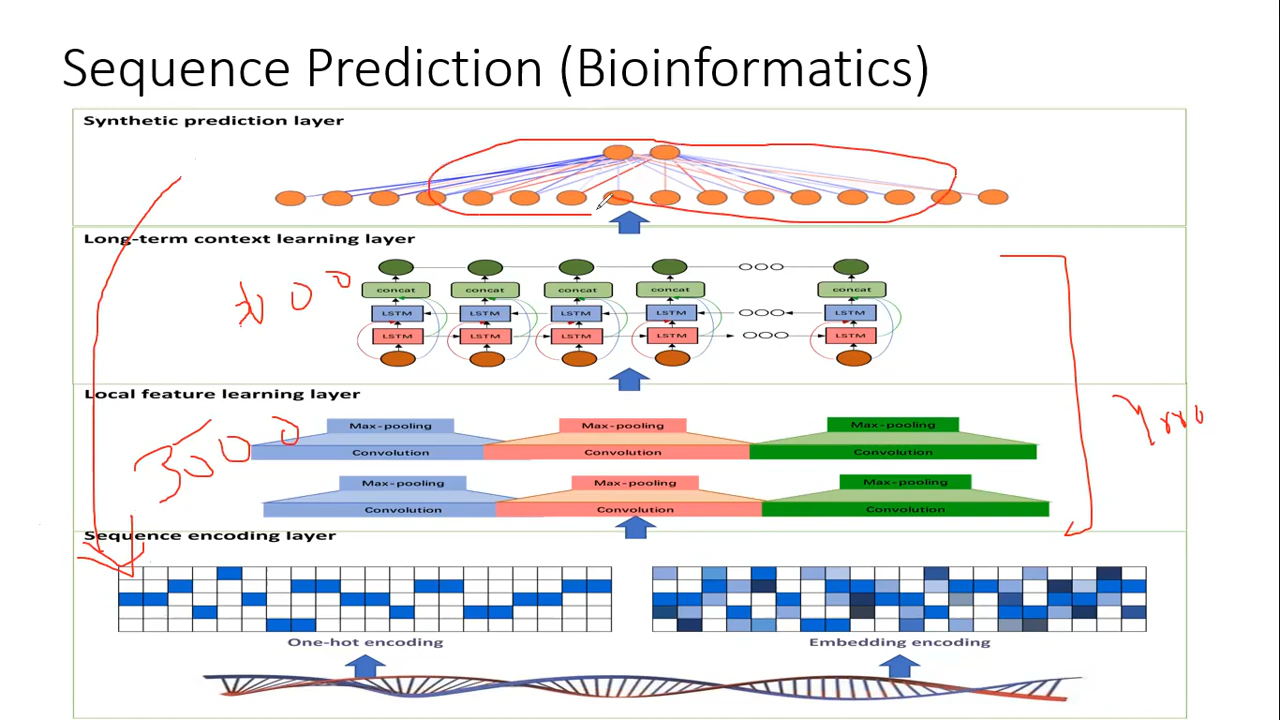 Sequence Prediction (Bioinformatics)
Synthetic prediction layer
Long-term context learning layer
concat concat concat concat concat
LSTM LSTM LSTM LSTM LSTM
LSTM LSTM LSTM LSTM LSTM
Local feature learning layer
Max-pooling Max-pooling Max-pooling
Convolution Convolution Convolution
Max-pooling Max-pooling Max-pooling
Convolution Convolution Convolution
Sequence encoding layer
One-hot encoding Embedding encoding